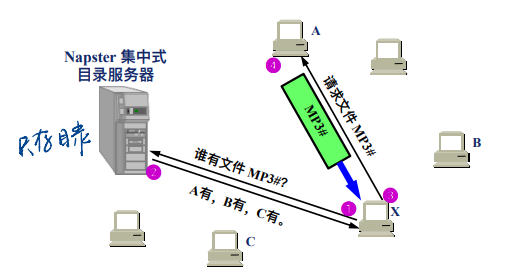 Napster 集中式
目录服务器
只存目录
A
4
请求文件 MP3#
MP3#
B
谁有文件 MP3#?
2
A有，B有，C有。
3
1
X
C